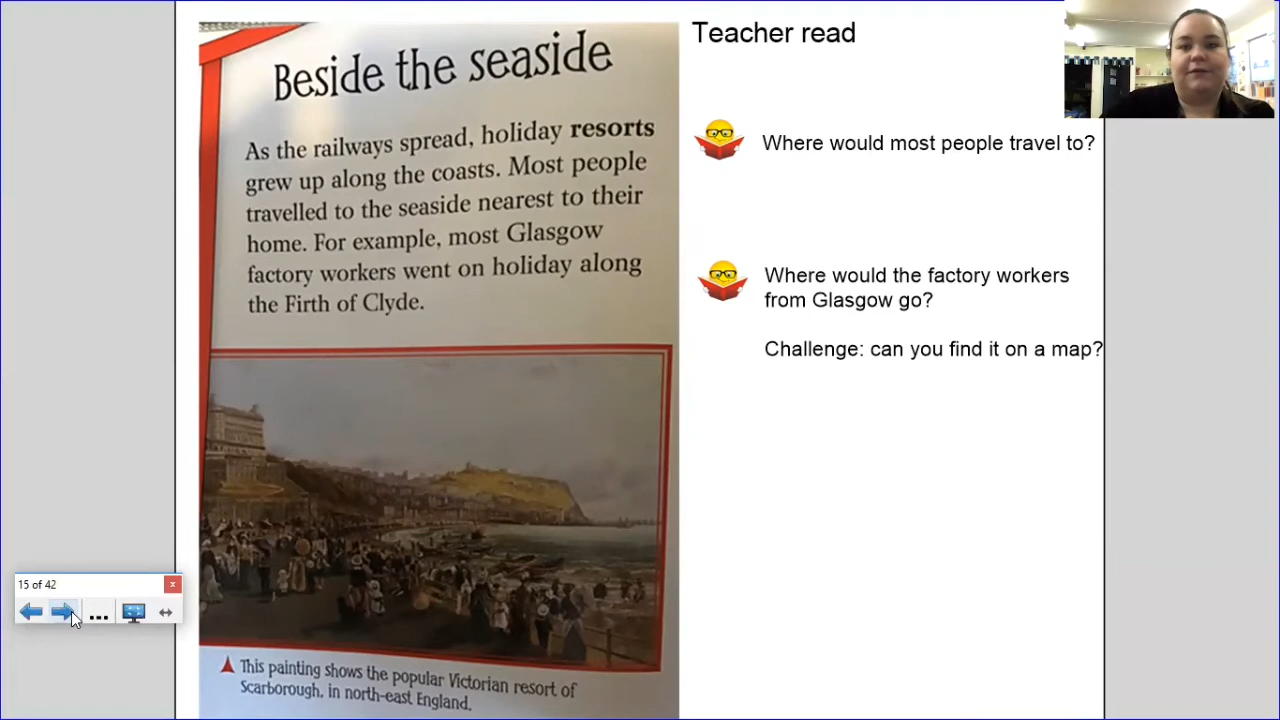 Beside the seaside
As the railways spread, holiday resorts
grew up along the coasts. Most people
travelled to the seaside nearest to their
home. For example, most Glasgow
factory workers went on holiday along
the Firth of Clyde.
This painting shows the popular Victorian resort of
Scarborough, in north-east England.
Teacher read
Where would most people travel to?
Where would the factory workers
from Glasgow go?
Challenge: can you find it on a map?
15 of 42